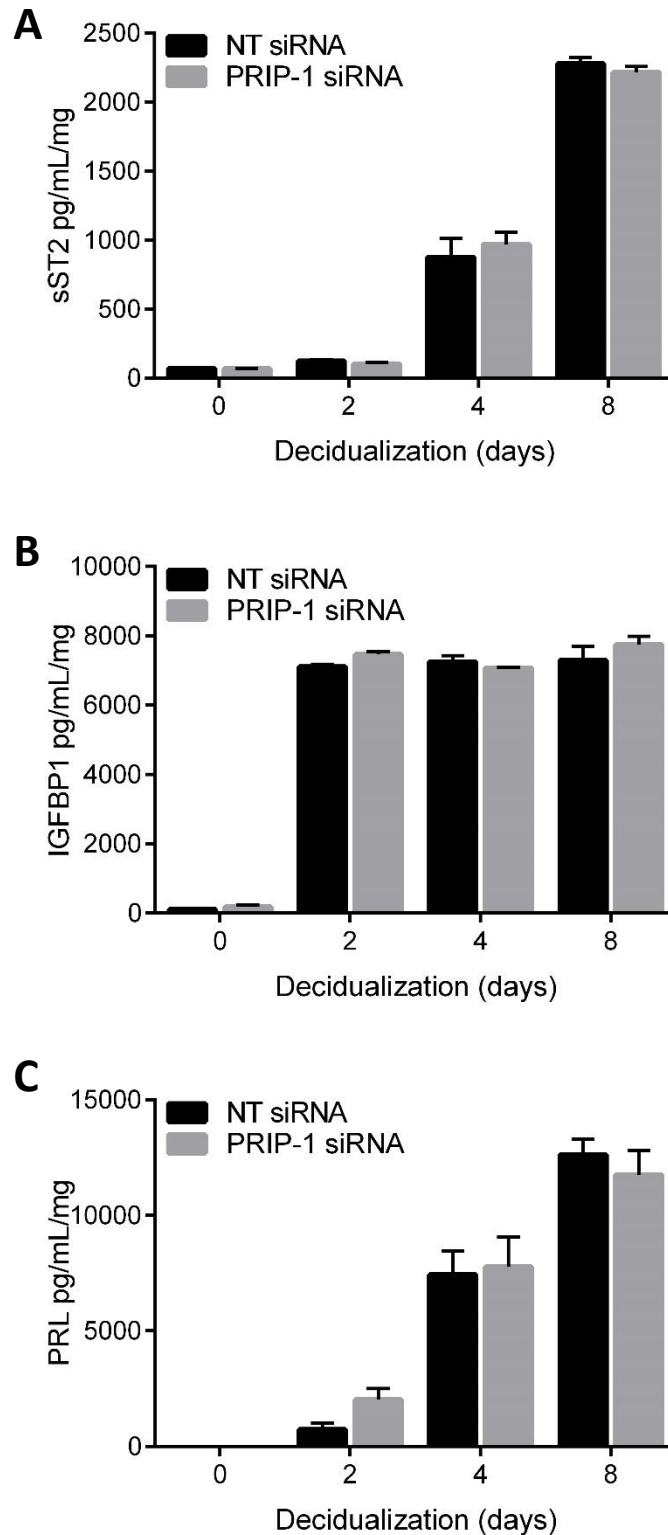 A
NT siRNA
PRIP-1 siRNA
sST2 pg/mL/mg
2500
2000
1500
1000
500
0
0 2 4 8
Decidualization (days)
B
NT siRNA
PRIP-1 siRNA
IGFBP1 pg/mL/mg
10000
8000
6000
4000
2000
0
0 2 4 8
Decidualization (days)
C
NT siRNA
PRIP-1 siRNA
PRL pg/mL/mg
15000
10000
5000
0
0 2 4 8
Decidualization (days)